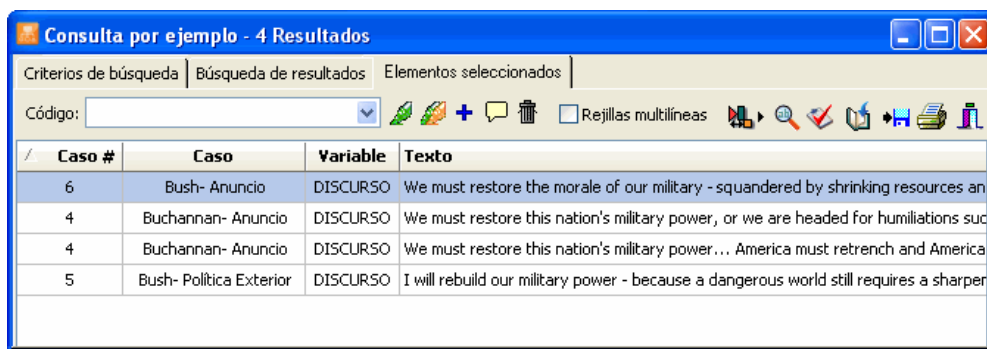 Consulta por ejemplo - 4 Resultados
Criterios de búsqueda Búsqueda de resultados Elementos seleccionados
Código: Rejillas multilíneas
Caso # Caso Variable Texto
6 Bush- Anuncio DISCURSO We must restore the morale of our military - squandered by shrinking resources an
4 Buchannan- Anuncio DISCURSO We must restore this nation's military power, or we are headed for humiliations suc
4 Buchannan- Anuncio DISCURSO We must restore this nation's military power... America must retrench and America
5 Bush- Política Exterior DISCURSO I will rebuild our military power - because a dangerous world still requires a sharpen